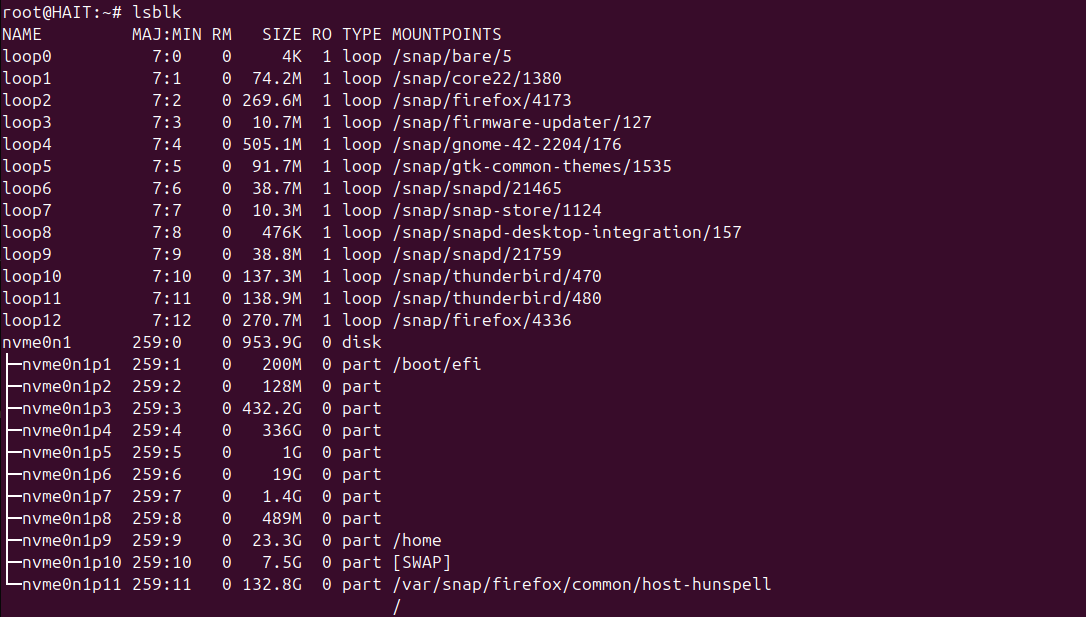 root@HAIT:~# lsblk
NAME         MAJ:MIN RM   SIZE RO TYPE MOUNTPOINTS
loop0          7:0    0     4K  1 loop /snap/bare/5
loop1          7:1    0  74.2M  1 loop /snap/core22/1380
loop2          7:2    0 269.6M  1 loop /snap/firefox/4173
loop3          7:3    0  10.7M  1 loop /snap/firmware-updater/127
loop4          7:4    0 505.1M  1 loop /snap/gnome-42-2204/176
loop5          7:5    0  91.7M  1 loop /snap/gtk-common-themes/1535
loop6          7:6    0  38.7M  1 loop /snap/snapd/21465
loop7          7:7    0  10.3M  1 loop /snap/snap-store/1124
loop8          7:8    0   476K  1 loop /snap/snapd-desktop-integration/157
loop9          7:9    0  38.8M  1 loop /snap/snapd/21759
loop10         7:10   0 137.3M  1 loop /snap/thunderbird/470
loop11         7:11   0 138.9M  1 loop /snap/thunderbird/480
loop12         7:12   0 270.7M  1 loop /snap/firefox/4336
nvme0n1      259:0    0 953.9G  0 disk
├─nvme0n1p1  259:1    0   200M  0 part /boot/efi
├─nvme0n1p2  259:2    0   128M  0 part
├─nvme0n1p3  259:3    0 432.2G  0 part
├─nvme0n1p4  259:4    0   336G  0 part
├─nvme0n1p5  259:5    0     1G  0 part
├─nvme0n1p6  259:6    0    19G  0 part
├─nvme0n1p7  259:7    0   1.4G  0 part
├─nvme0n1p8  259:8    0   489M  0 part
├─nvme0n1p9  259:9    0  23.3G  0 part /home
├─nvme0n1p10 259:10   0   7.5G  0 part [SWAP]
└─nvme0n1p11 259:11   0 132.8G  0 part /var/snap/firefox/common/host-hunspell
                                       /